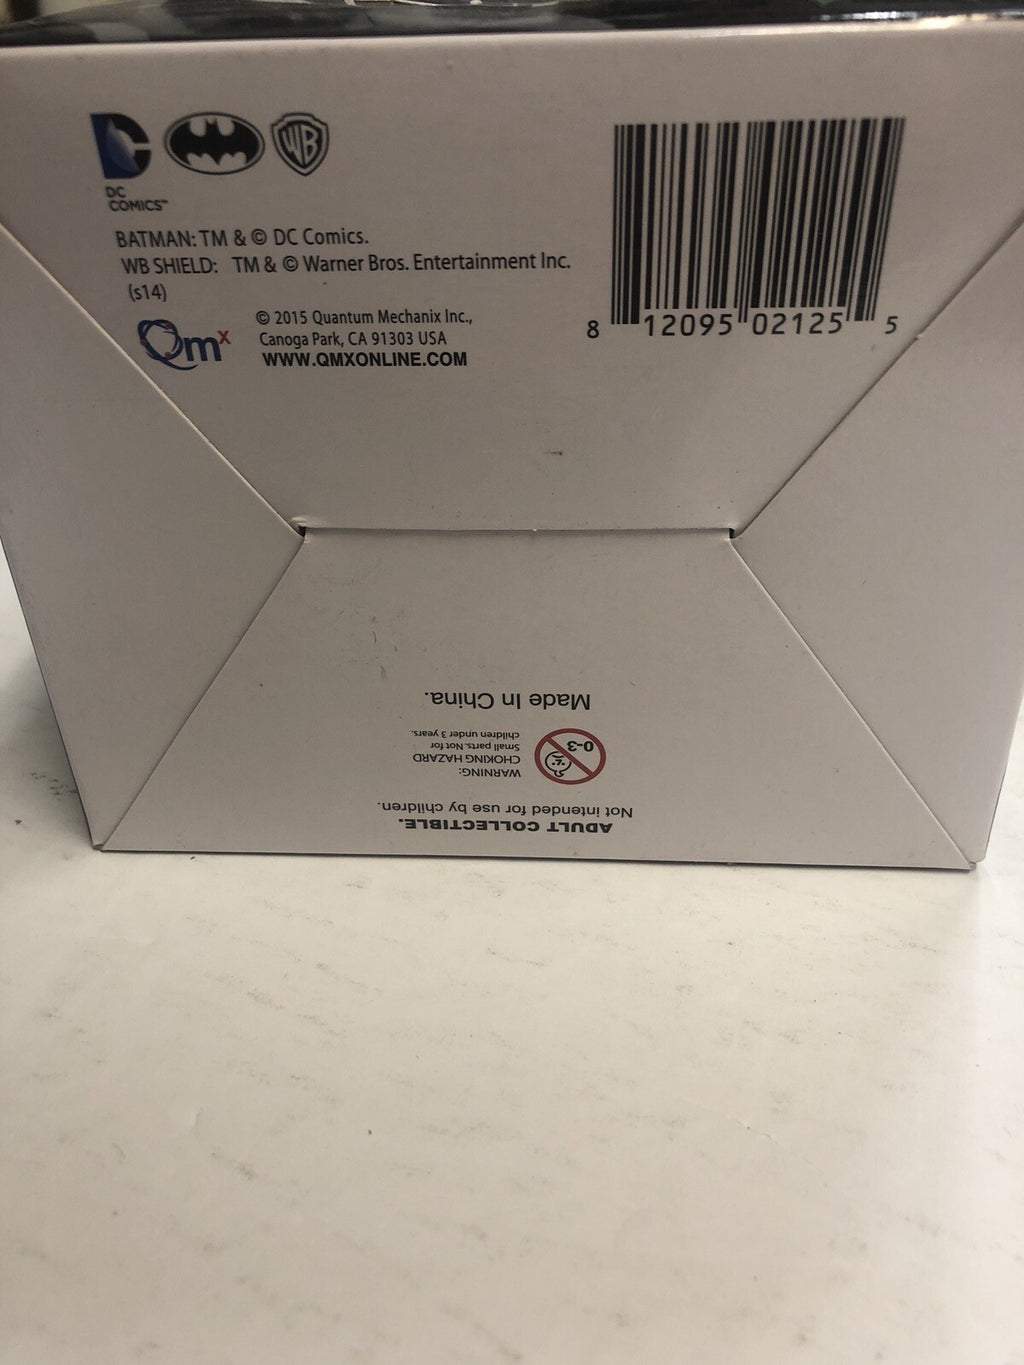 DC
COMICS™
WB
BATMAN: TM & © DC Comics.
WB SHIELD: TM & © Warner Bros. Entertainment Inc.
(s14)
Qmx
© 2015 Quantum Mechanix Inc.,
Canoga Park, CA 91303 USA
WWW.QMXONLINE.COM
8 12095 02125 5
ADULT COLLECTIBLE.
Not intended for use by children.
0-3
WARNING:
CHOKING HAZARD
Small parts. Not for
children under 3 years.
Made In China.